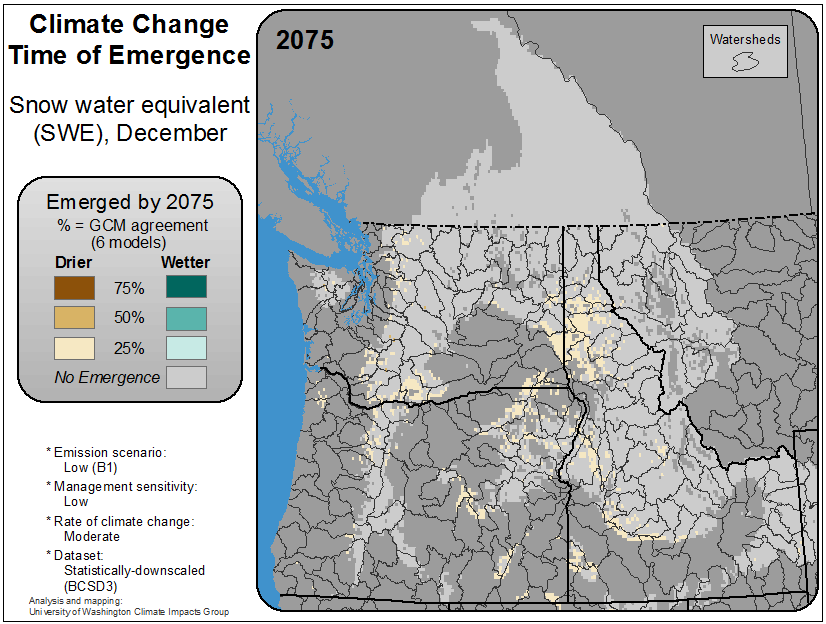 Climate Change
Time of Emergence
Snow water equivalent
(SWE), December
Emerged by 2075
% = GCM agreement
(6 models)
Drier Wetter
75%
50%
25%
No Emergence
* Emission scenario:
Low (B1)
* Management sensitivity:
Low
* Rate of climate change:
Moderate
* Dataset:
Statistically-downscaled
(BCSD3)
Analysis and mapping:
University of Washington Climate Impacts Group
2075
Watersheds